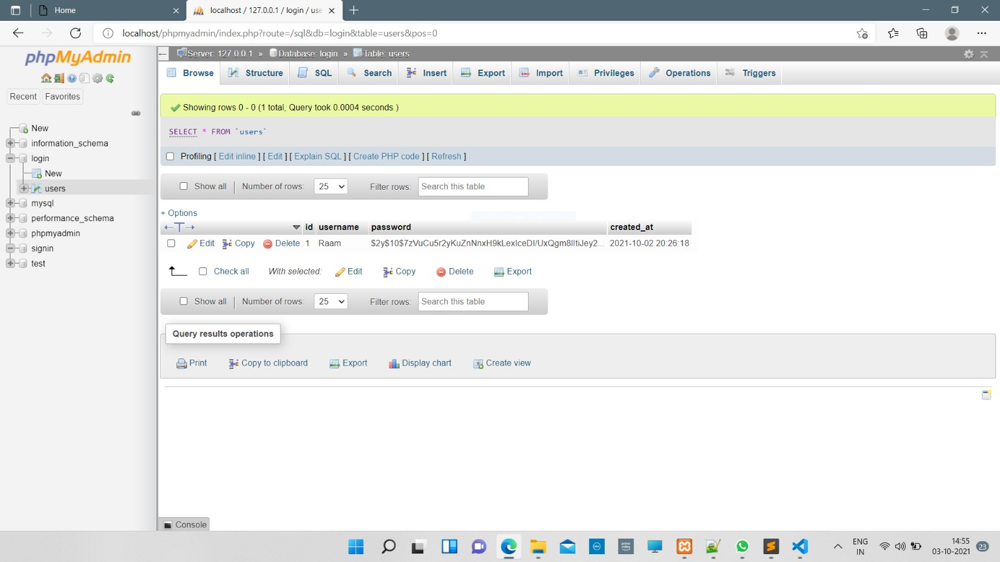 Home
localhost / 127.0.0.1 / login / use
localhost/phpmyadmin/index.php?route=/sql&db=login&table=users&pos=0
phpMyAdmin
Server: 127.0.0.1 » Database: login » Table: users
Browse Structure SQL Search Insert Export Import Privileges Operations Triggers
Recent Favorites
New
information_schema
login
New
users
mysql
performance_schema
phpmyadmin
signin
test
Showing rows 0 - 0 (1 total, Query took 0.0004 seconds.)
SELECT * FROM `users`
Profiling [ Edit inline ] [ Edit ] [ Explain SQL ] [ Create PHP code ] [ Refresh ]
Show all Number of rows: 25 Filter rows: Search this table
+ Options
←T→ id username password created_at
Edit Copy Delete 1 Raam $2y$10$7zVuCu5r2yKuZnNnxH9kLexIceDI/UxQgm8lItiJey2... 2021-10-02 20:26:18
Check all With selected: Edit Copy Delete Export
Show all Number of rows: 25 Filter rows: Search this table
Query results operations
Print Copy to clipboard Export Display chart Create view
Console
ENG
IN
14:55
03-10-2021
23